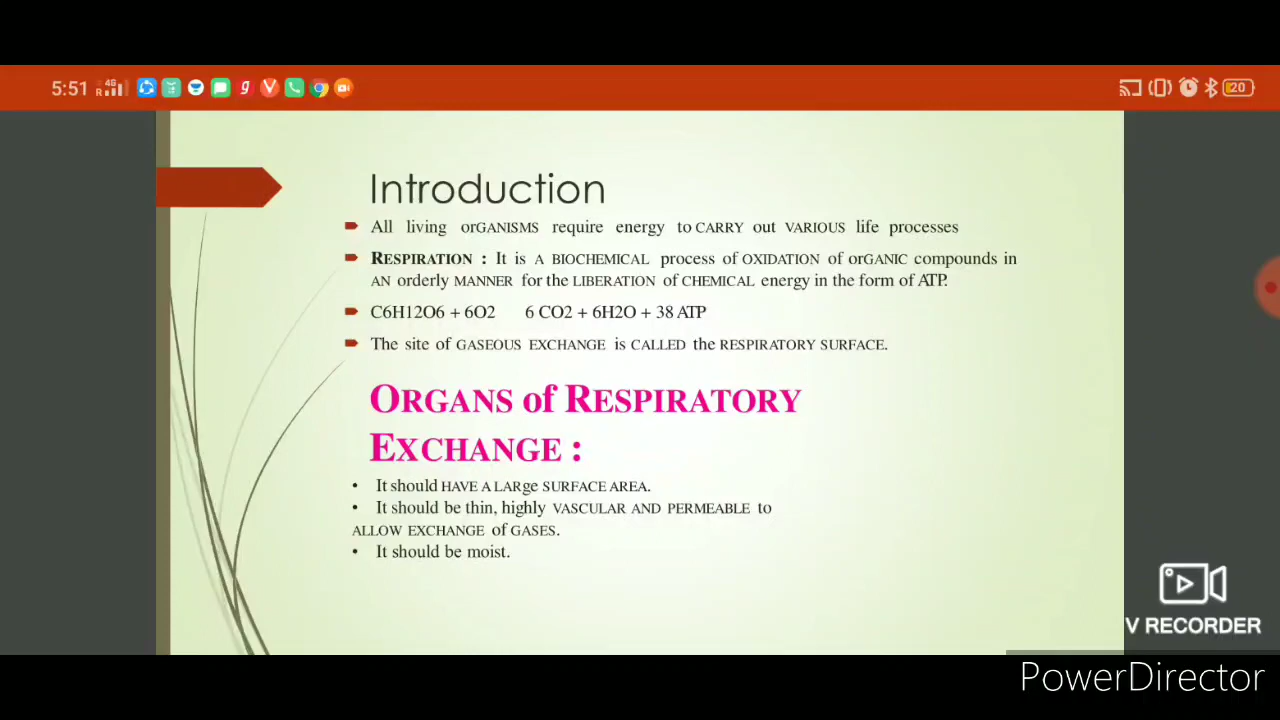 5:51 4G R g V 20
Introduction
All living orGANISMS require energy to CARRY out VARIOUS life processes
RESPIRATION : It is A BIOCHEMICAL process of OXIDATION of orGANIC compounds in
AN orderly MANNER for the LIBERATION of CHEMICAL energy in the form of ATP.
C6H12O6 + 6O2 6 CO2 + 6H2O + 38 ATP
The site of GASEOUS EXCHANGE is CALLED the RESPIRATORY SURFACE.
ORGANS of RESPIRATORY
EXCHANGE :
• It should HAVE A LARge SURFACE AREA.
• It should be thin, highly VASCULAR AND PERMEABLE to
ALLOW EXCHANGE of GASES.
• It should be moist.
V RECORDER
PowerDirector